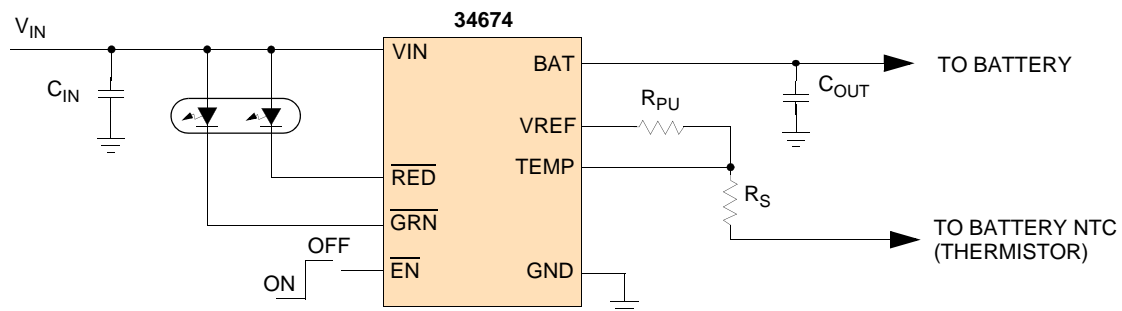 34674
V_IN
VIN
BAT
TO BATTERY
C_IN
C_OUT
R_PU
VREF
TEMP
RED
R_S
GRN
TO BATTERY NTC
(THERMISTOR)
OFF
EN
GND
ON